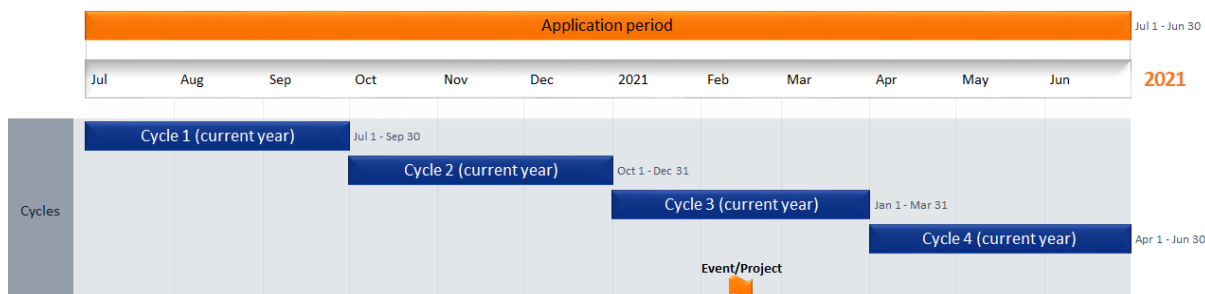 Application period
Jul 1 - Jun 30
Jul Aug Sep Oct Nov Dec 2021 Feb Mar Apr May Jun 2021
Cycle 1 (current year) Jul 1 - Sep 30
Cycle 2 (current year) Oct 1 - Dec 31
Cycles
Cycle 3 (current year) Jan 1 - Mar 31
Cycle 4 (current year) Apr 1 - Jun 30
Event/Project